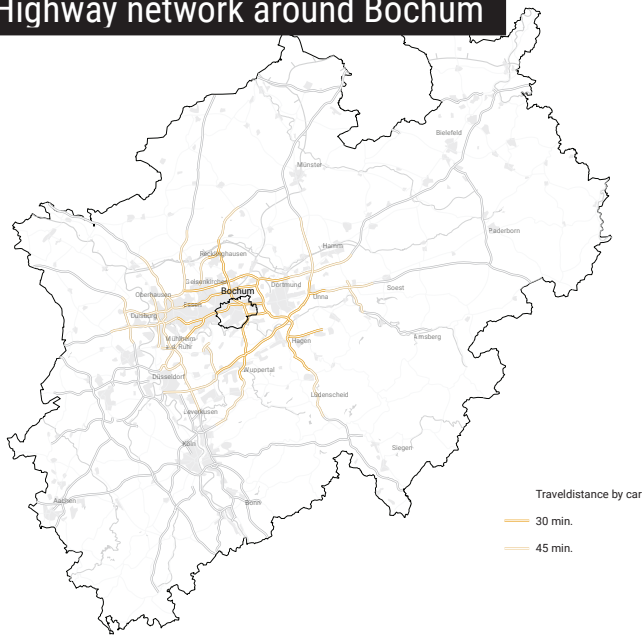 Highway network around Bochum
Bielefeld
Münster
Paderborn
Hamm
Recklinghausen
Gelsenkirchen
Dortmund
Bochum
Soest
Oberhausen
Unna
Essen
Duisburg
Arnsberg
Mühlheim
a.d. Ruhr
Hagen
Wuppertal
Düsseldorf
Lüdenscheid
Leverkusen
Köln
Siegen
Aachen
Bonn
Traveldistance by car
30 min.
45 min.